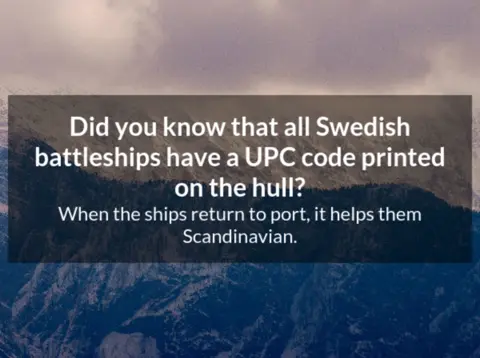 Did you know that all Swedish
battleships have a UPC code printed
on the hull?
When the ships return to port, it helps them
Scandinavian.